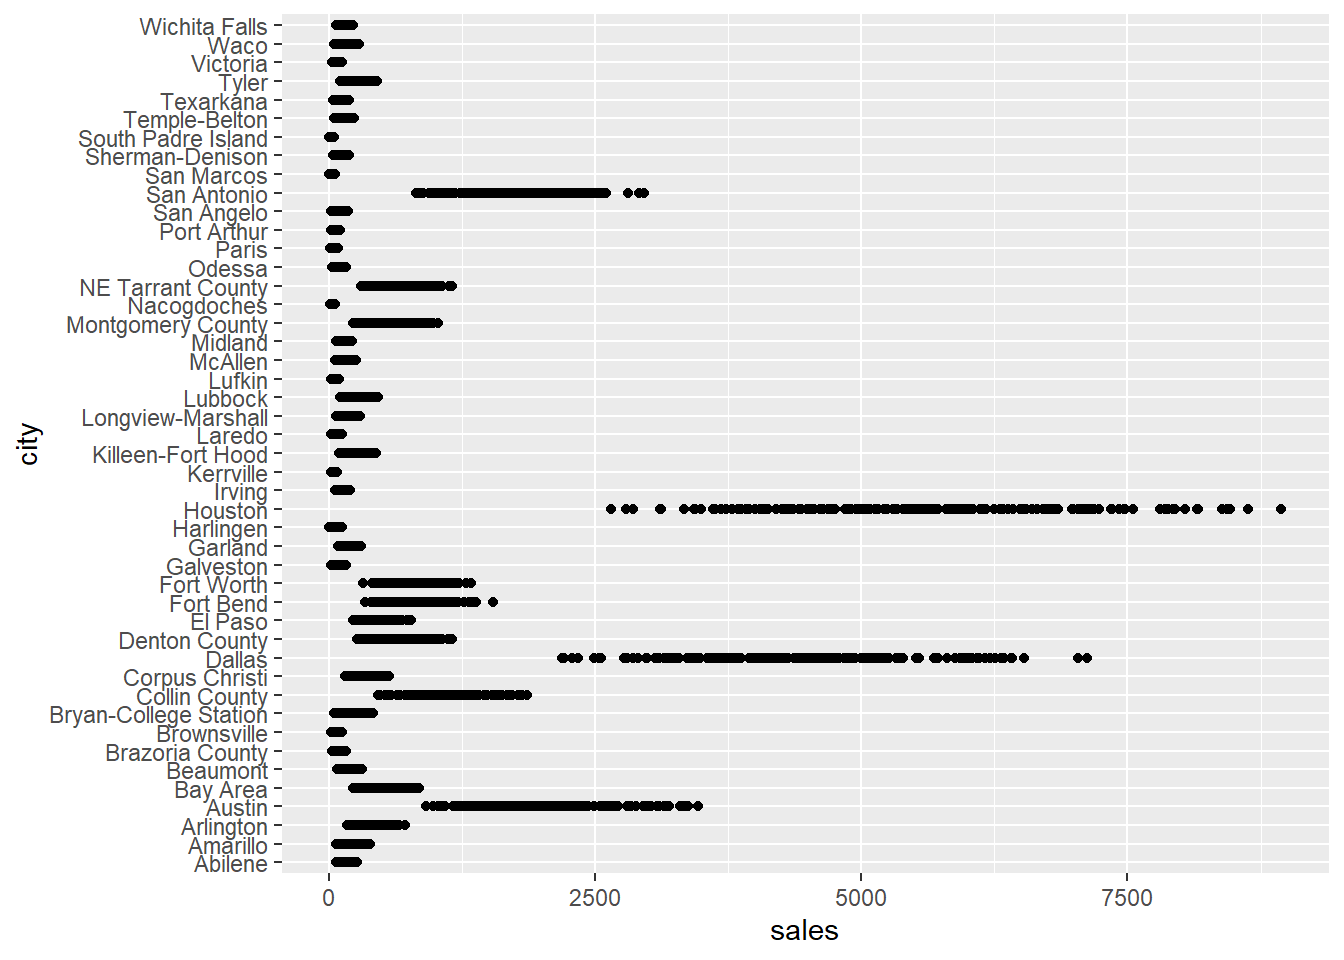 Wichita Falls
Waco
Victoria
Tyler
Texarkana
Temple-Belton
South Padre Island
Sherman-Denison
San Marcos
San Antonio
San Angelo
Port Arthur
Paris
Odessa
NE Tarrant County
Nacogdoches
Montgomery County
Midland
McAllen
Lufkin
Lubbock
Longview-Marshall
Laredo
Killeen-Fort Hood
Kerrville
Irving
Houston
Harlingen
Garland
Galveston
Fort Worth
Fort Bend
El Paso
Denton County
Dallas
Corpus Christi
Collin County
Bryan-College Station
Brownsville
Brazoria County
Beaumont
Bay Area
Austin
Arlington
Amarillo
Abilene
city
0 2500 5000 7500
sales